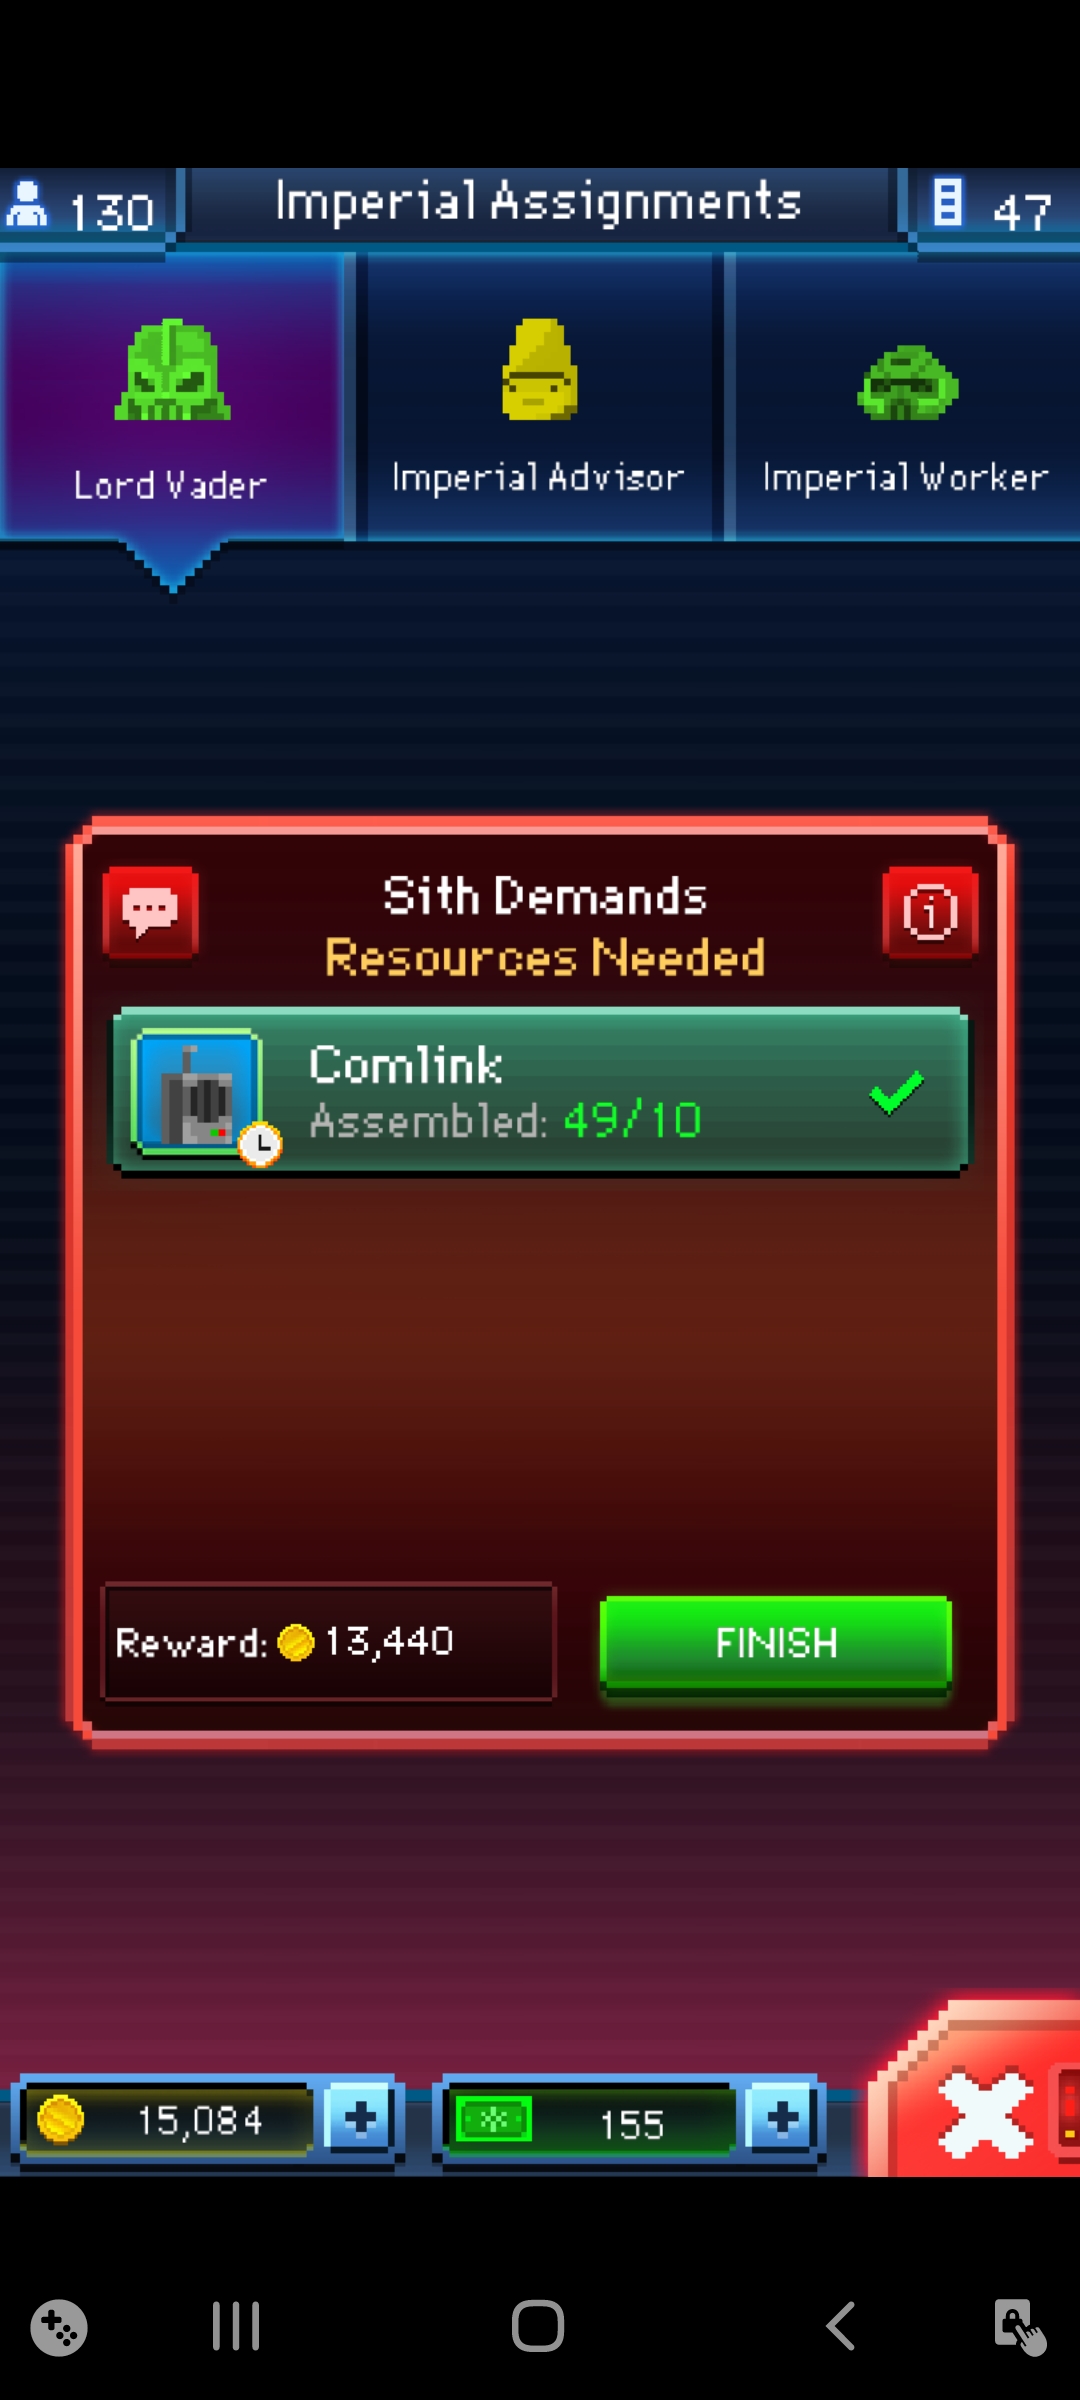 130
Imperial Assignments
47
Lord Vader
Imperial Advisor
Imperial Worker
Sith Demands
Resources Needed
Comlink
Assembled: 49/10
Reward: 13,440
FINISH
15,084
155